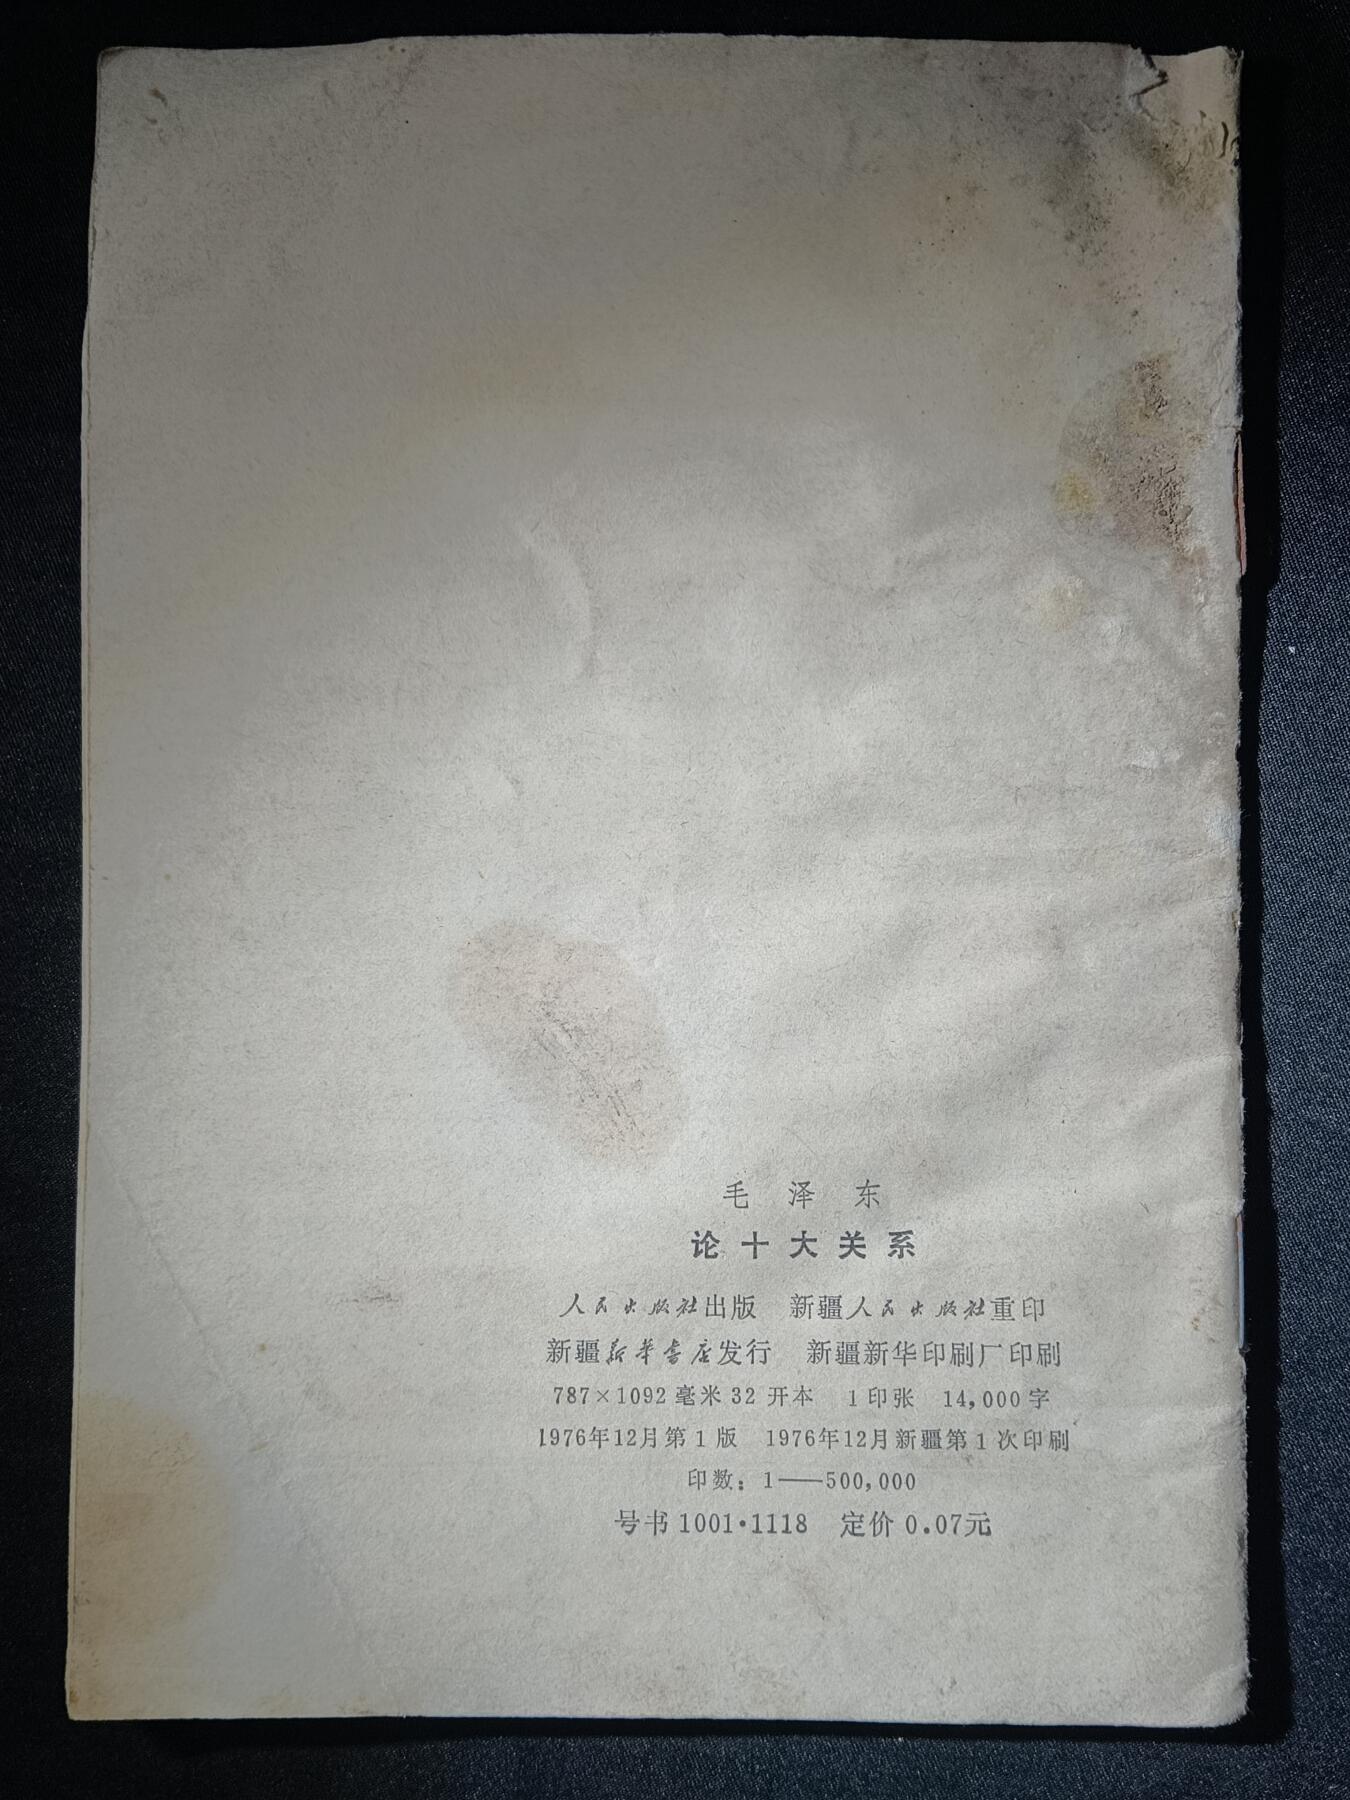 毛泽东
论十大关系
人民出版社出版 新疆人民出版社重印
新疆新华书店发行 新疆新华印刷厂印刷
787×1092毫米32开本 1印张 14,000字
1976年12月第1版 1976年12月新疆第1次印刷
印数：1——500,000
号书1001·1118 定价0.07元